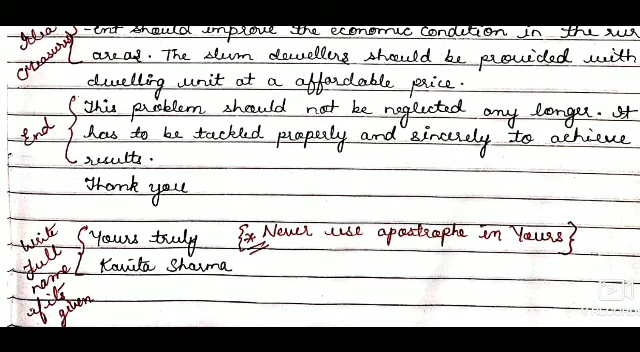 -ent should improve the economic condition in the rur
areas. The slum dewellers should be provided with
dwelling unit at a affordable price.
This problem should not be neglected any longer. It
has to be tackled properly and sincerely to achieve
results.
Thank you
Yours truly {* Never use apostraphe in Yours}
Kavita Sharma
Idea
(Measures)
End
Write
full
name
if its
given